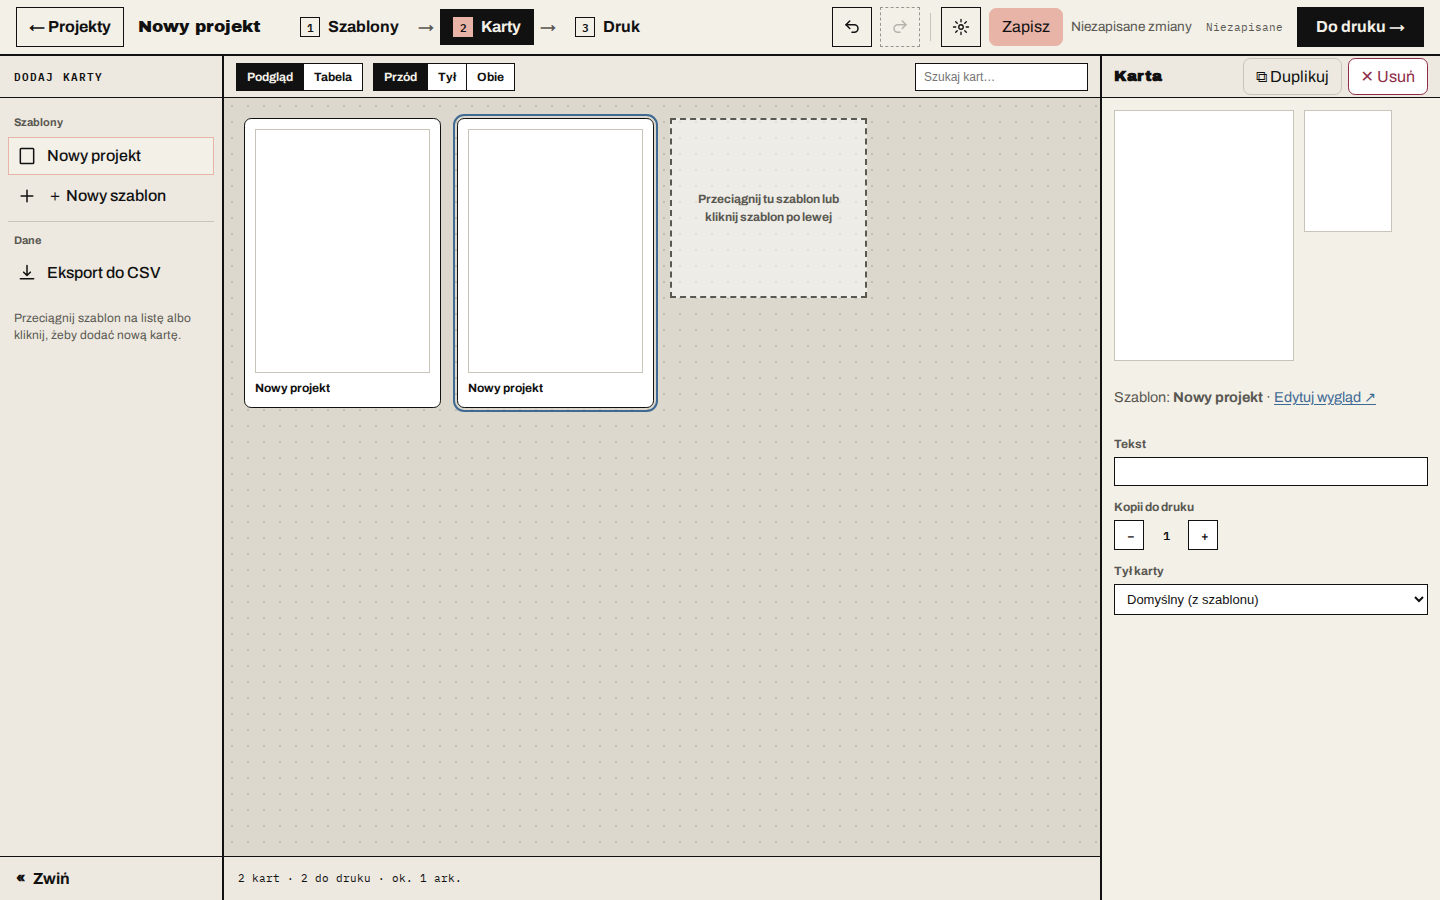 ← Projekty
Nowy projekt
1 Szablony → 2 Karty → 3 Druk
Zapisz
Niezapisane zmiany
Niezapisane
Do druku →
DODAJ KARTY
Szablony
Nowy projekt
+ Nowy szablon
Dane
Eksport do CSV
Przeciągnij szablon na listę albo
kliknij, żeby dodać nową kartę.
« Zwiń
Podgląd Tabela
Przód Tył Obie
Szukaj kart...
Nowy projekt
Nowy projekt
Przeciągnij tu szablon lub
kliknij szablon po lewej
2 kart · 2 do druku · ok. 1 ark.
Karta
Duplikuj
✕ Usuń
Szablon: Nowy projekt · Edytuj wygląd ↗
Tekst
Kopii do druku
− 1 +
Tył karty
Domyślny (z szablonu)